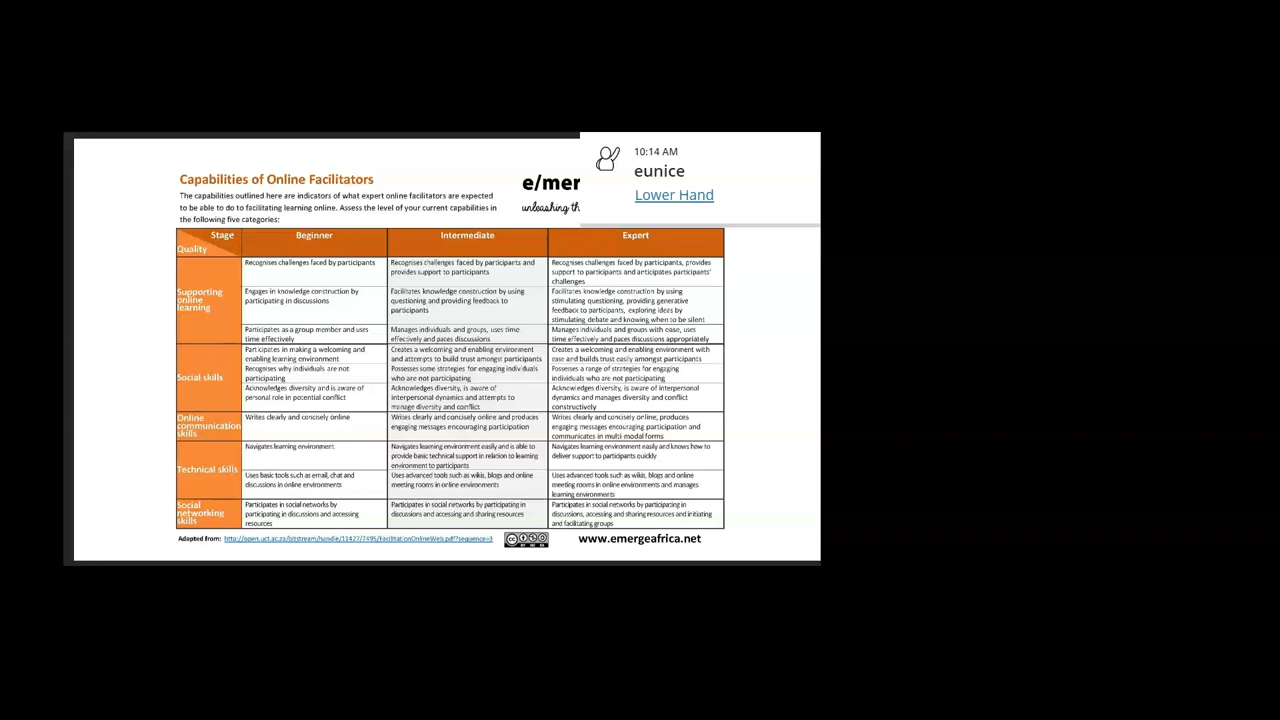 10:14 AM
eunice
Lower Hand
Capabilities of Online Facilitators
e/mer
The capabilities outlined here are indicators of what expert online facilitators are expected
to be able to do to facilitating learning online. Assess the level of your current capabilities in
the following five categories:
unleashing th
Stage
Quality
Beginner
Intermediate
Expert
Supporting
online
learning
Recognises challenges faced by participants
Recognises challenges faced by participants and
provides support to participants
Recognises challenges faced by participants, provides
support to participants and anticipates participants'
challenges
Engages in knowledge construction by
participating in discussions
Facilitates knowledge construction by using
questioning and providing feedback to
participants
Facilitates knowledge construction by using
stimulating questioning, providing generative
feedback to participants, exploring ideas by
stimulating debate and knowing when to be silent
Participates as a group member and uses
time effectively
Manages individuals and groups, uses time
effectively and paces discussions
Manages individuals and groups with ease, uses
time effectively and paces discussions appropriately
Social skills
Participates in making a welcoming and
enabling learning environment
Creates a welcoming and enabling environment
and attempts to build trust amongst participants
Creates a welcoming and enabling environment with
ease and builds trust easily amongst participants
Recognises why individuals are not
participating
Possesses some strategies for engaging individuals
who are not participating
Possesses a range of strategies for engaging
individuals who are not participating
Acknowledges diversity and is aware of
personal role in potential conflict
Acknowledges diversity, is aware of
interpersonal dynamics and attempts to
manage diversity and conflict
Acknowledges diversity, is aware of interpersonal
dynamics and manages diversity and conflict
constructively
Online
communication
skills
Writes clearly and concisely online
Writes clearly and concisely online and produces
engaging messages encouraging participation
Writes clearly and concisely online, produces
engaging messages encouraging participation and
communicates in multi-modal forms
Technical skills
Navigates learning environment
Navigates learning environment easily and is able to
provide basic technical support in relation to learning
environment to participants
Navigates learning environment easily and knows how to
deliver support to participants quickly
Uses basic tools such as email, chat and
discussions in online environments
Uses advanced tools such as wikis, blogs and online
meeting rooms in online environments
Uses advanced tools such as wikis, blogs and online
meeting rooms in online environments and manages
learning environments
Social
networking
skills
Participates in social networks by
participating in discussions and accessing
resources
Participates in social networks by participating in
discussions and accessing and sharing resources
Participates in social networks by participating in
discussions, accessing and sharing resources and initiating
and facilitating groups
Adapted from: http://open.uct.ac.za/bitstream/handle/11427/7495/FacilitationOnlineWeb.pdf?sequence=3
cc BY NC SA
www.emergeafrica.net